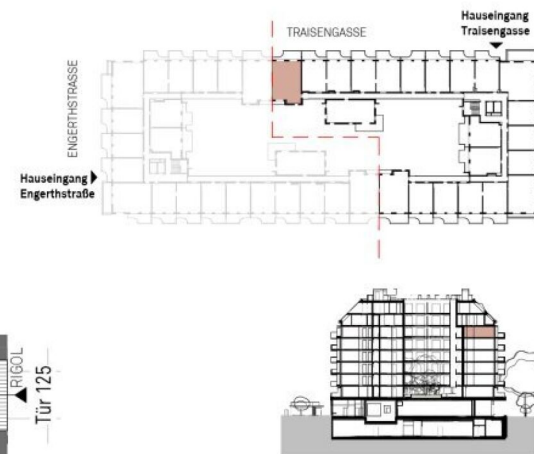 Hauseingang
Traisengasse
TRAISENGASSE
ENGERTHSTRASSE
Hauseingang
Engerthstraße
RIGOL
Tür 125